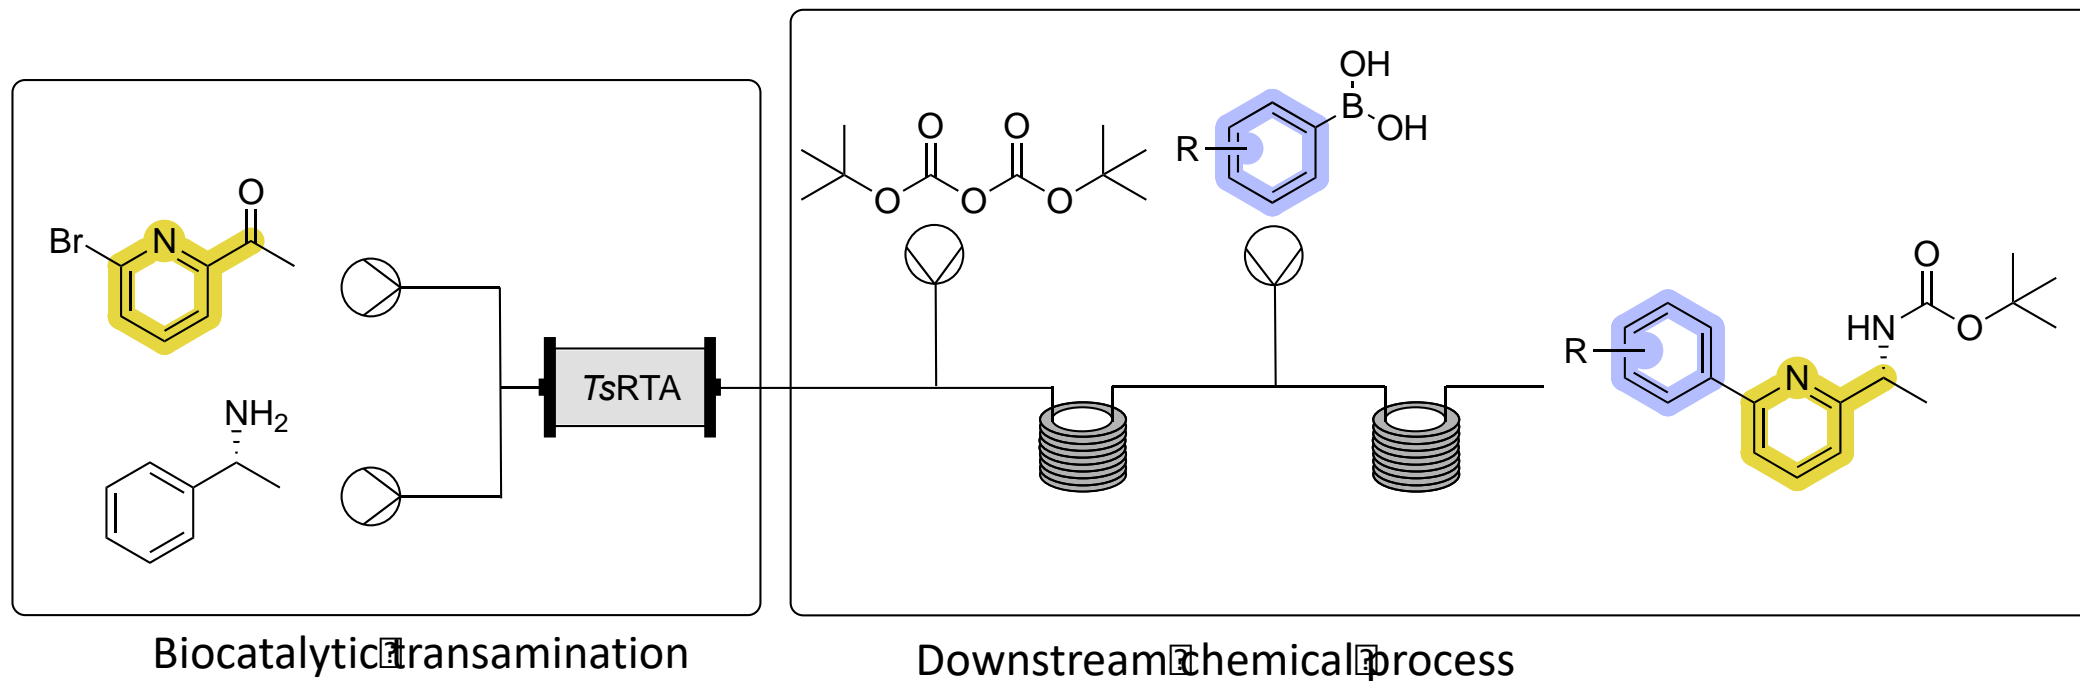 Br
N
O
NH2
TsRTA
O
O
O
O
O
R
B
OH
OH
R
N
HN
O
O
Biocatalytic transamination
Downstream chemical process